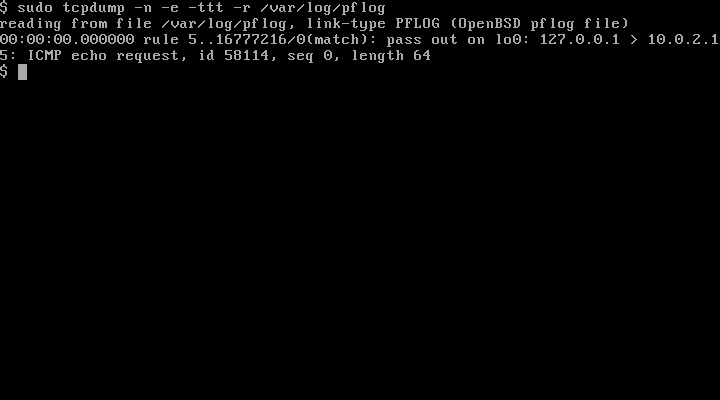 $ sudo tcpdump -n -e -ttt -r /var/log/pflog
reading from file /var/log/pflog, link-type PFLOG (OpenBSD pflog file)
00:00:00.000000 rule 5..16777216/0(match): pass out on lo0: 127.0.0.1 > 10.0.2.1
5: ICMP echo request, id 58114, seq 0, length 64
$